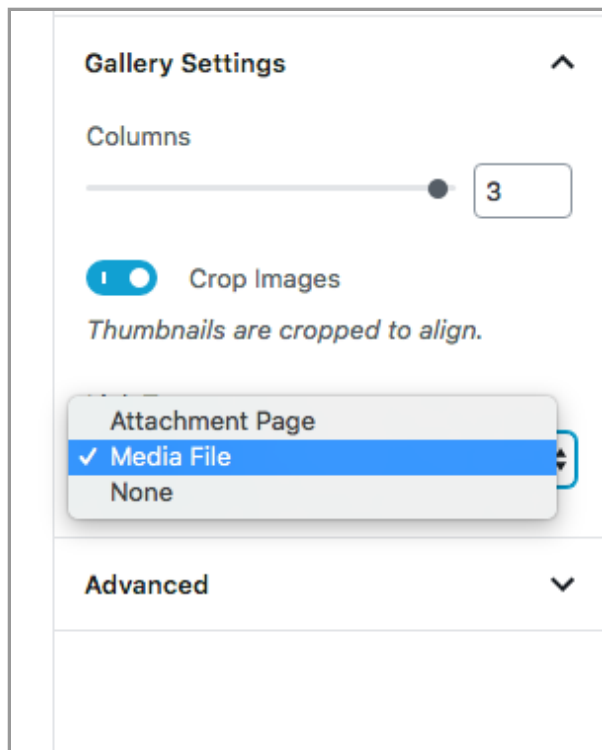 Gallery Settings
Columns
3
Crop Images
Thumbnails are cropped to align.
Attachment Page
✓ Media File
None
Advanced